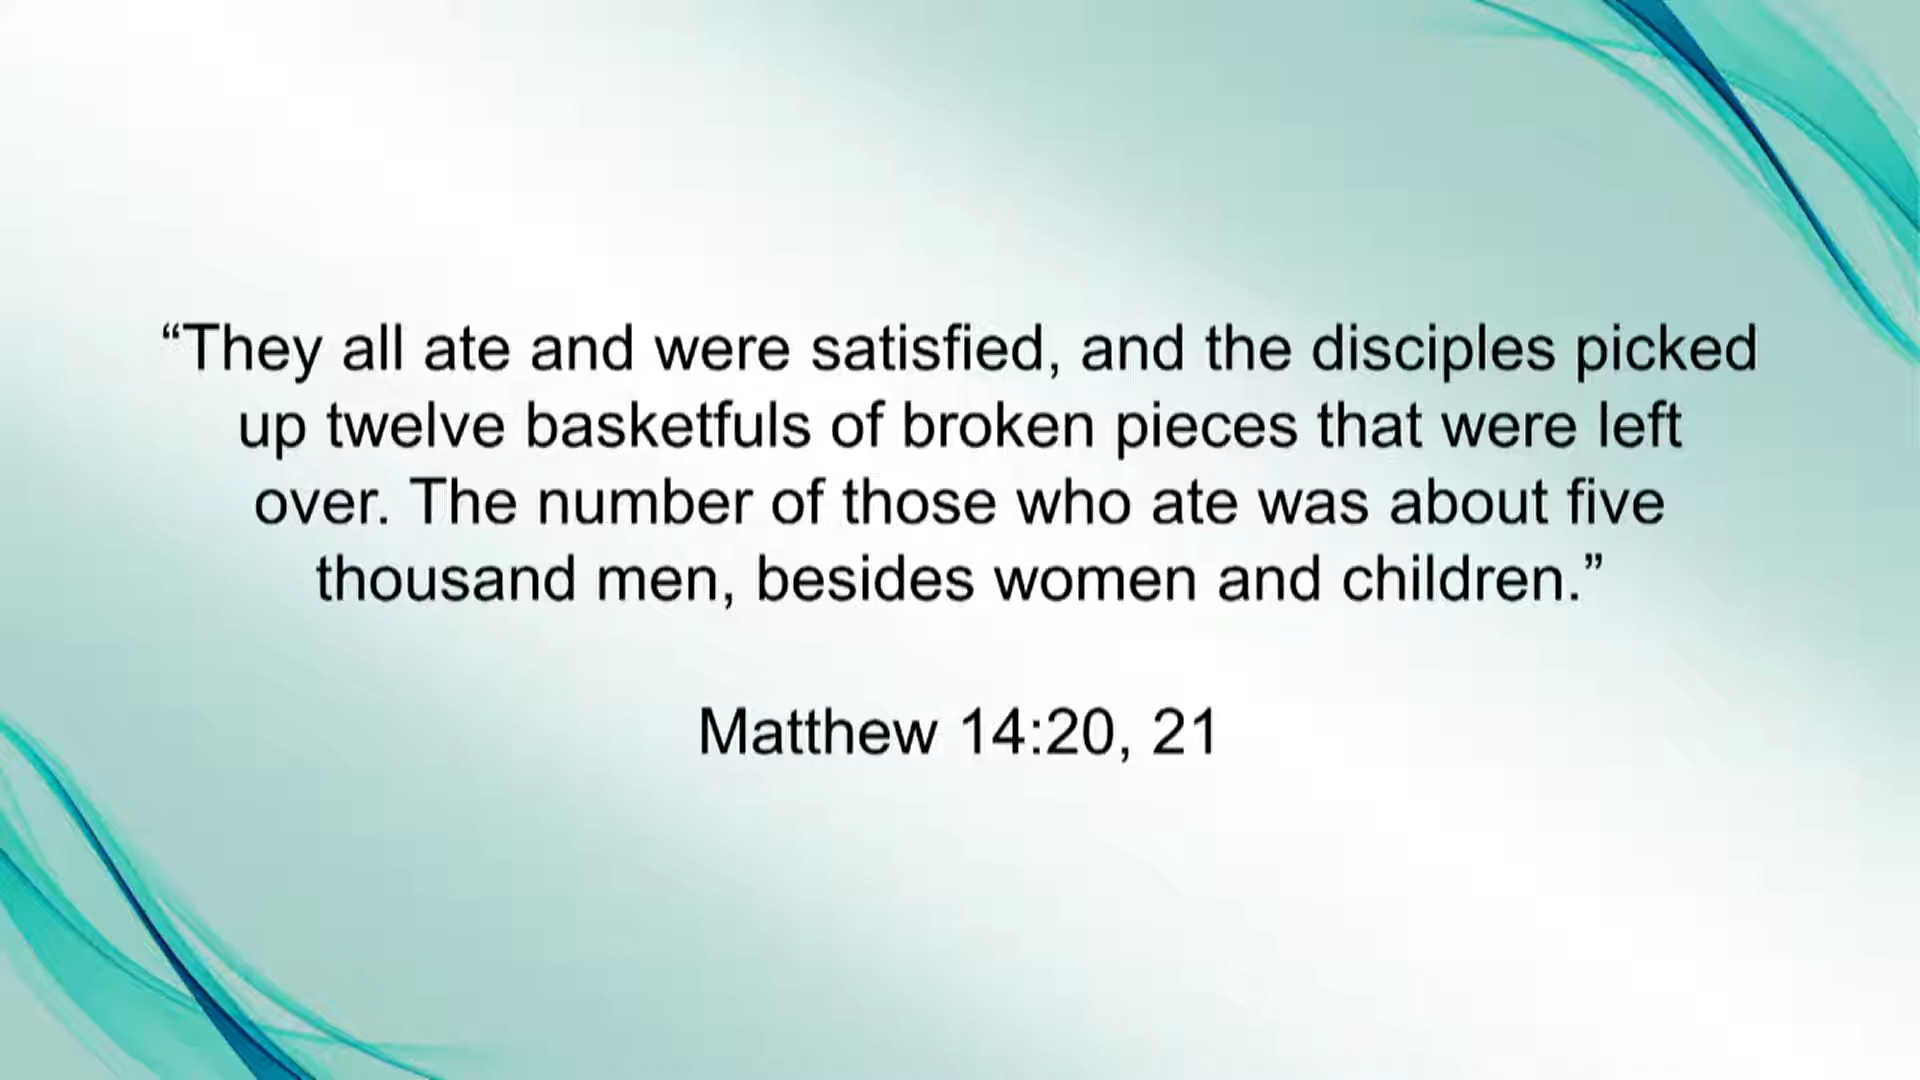 “They all ate and were satisfied, and the disciples picked
up twelve basketfuls of broken pieces that were left
over. The number of those who ate was about five
thousand men, besides women and children.”
Matthew 14:20, 21